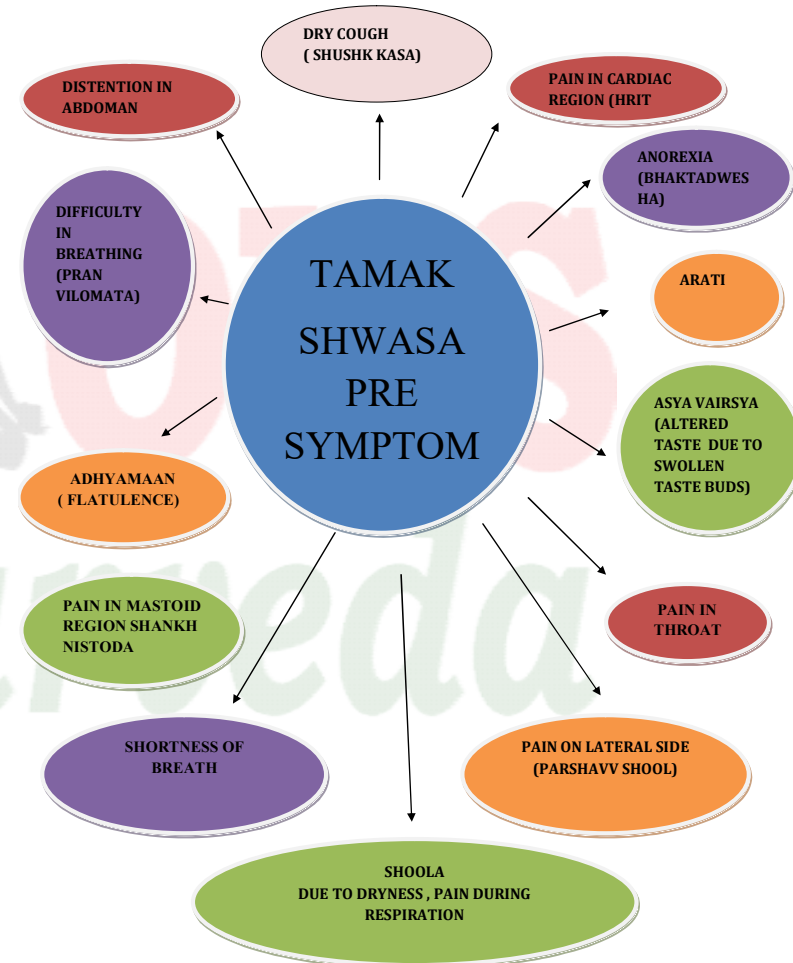 DRY COUGH
( SHUSHK KASA)
DISTENTION IN
ABDOMAN
PAIN IN CARDIAC
REGION (HRIT
ANOREXIA
(BHAKTADWES
HA)
DIFFICULTY
IN
BREATHING
(PRAN
VILOMATA)
TAMAK
SHWASA
PRE
SYMPTOM
ARATI
ASYA VAIRSYA
(ALTERED
TASTE DUE TO
SWOLLEN
TASTE BUDS)
ADHYAMAAN
( FLATULENCE)
PAIN IN MASTOID
REGION SHANKH
NISTODA
PAIN IN
THROAT
SHORTNESS OF
BREATH
PAIN ON LATERAL SIDE
(PARSHAVV SHOOL)
SHOOLA
DUE TO DRYNESS , PAIN DURING
RESPIRATION